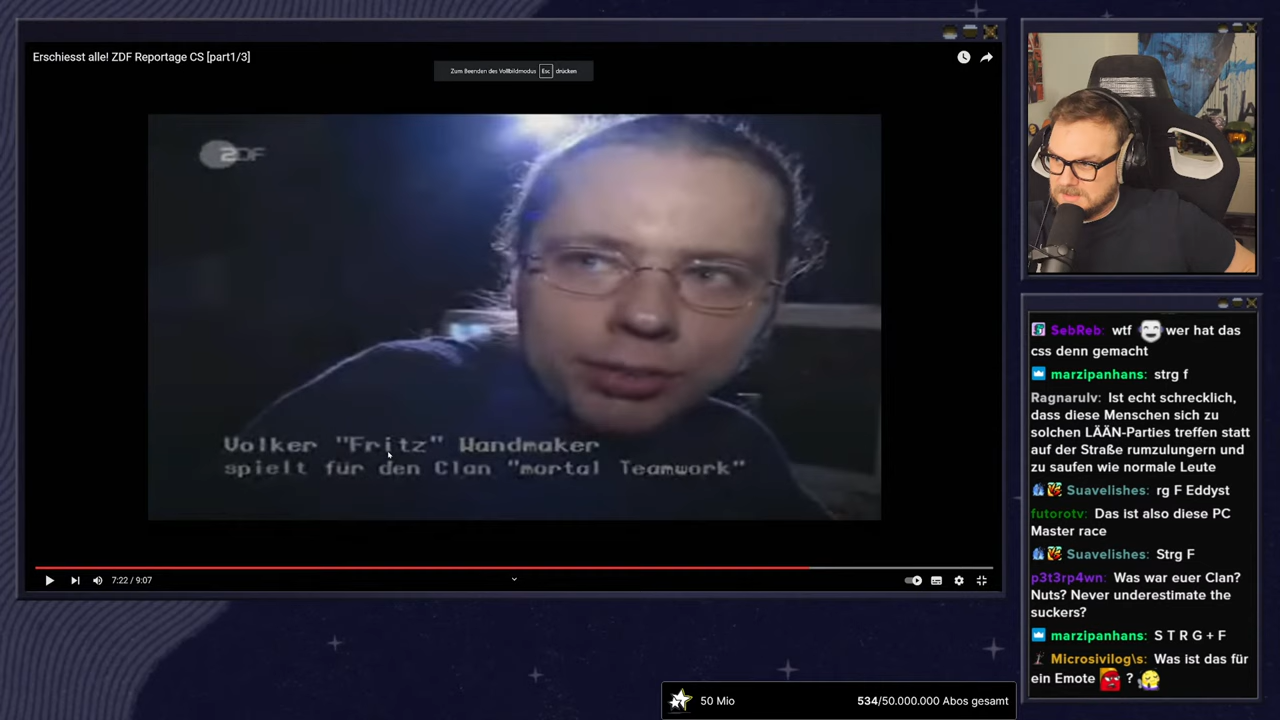 Erschiesst alle! ZDF Reportage CS [part1/3]
Zum Beenden des Vollbildmodus Esc drücken
ZDF
Volker "Fritz" Wandmaker
spielt für den Clan "mortal Teamwork"
7:22 / 9:07
SebReb: wtf wer hat das
css denn gemacht
marzipanhans: strg f
Ragnarulv: Ist echt schrecklich,
dass diese Menschen sich zu
solchen LÄÄN-Parties treffen statt
auf der Straße rumzulungern und
zu saufen wie normale Leute
Suavelishes: rg F Eddyst
futorotv: Das ist also diese PC
Master race
Suavelishes: Strg F
p3t3rp4wn: Was war euer Clan?
Nuts? Never underestimate the
suckers?
marzipanhans: S T R G + F
Microsivilog\s: Was ist das für
ein Emote ?
50 Mio
534/50.000.000 Abos gesamt